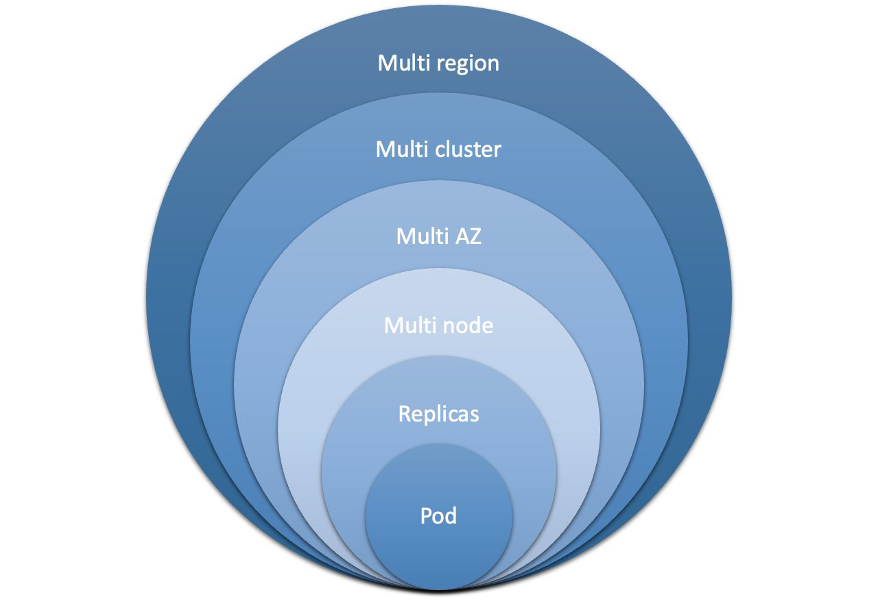 Multi region
Multi cluster
Multi AZ
Multi node
Replicas
Pod